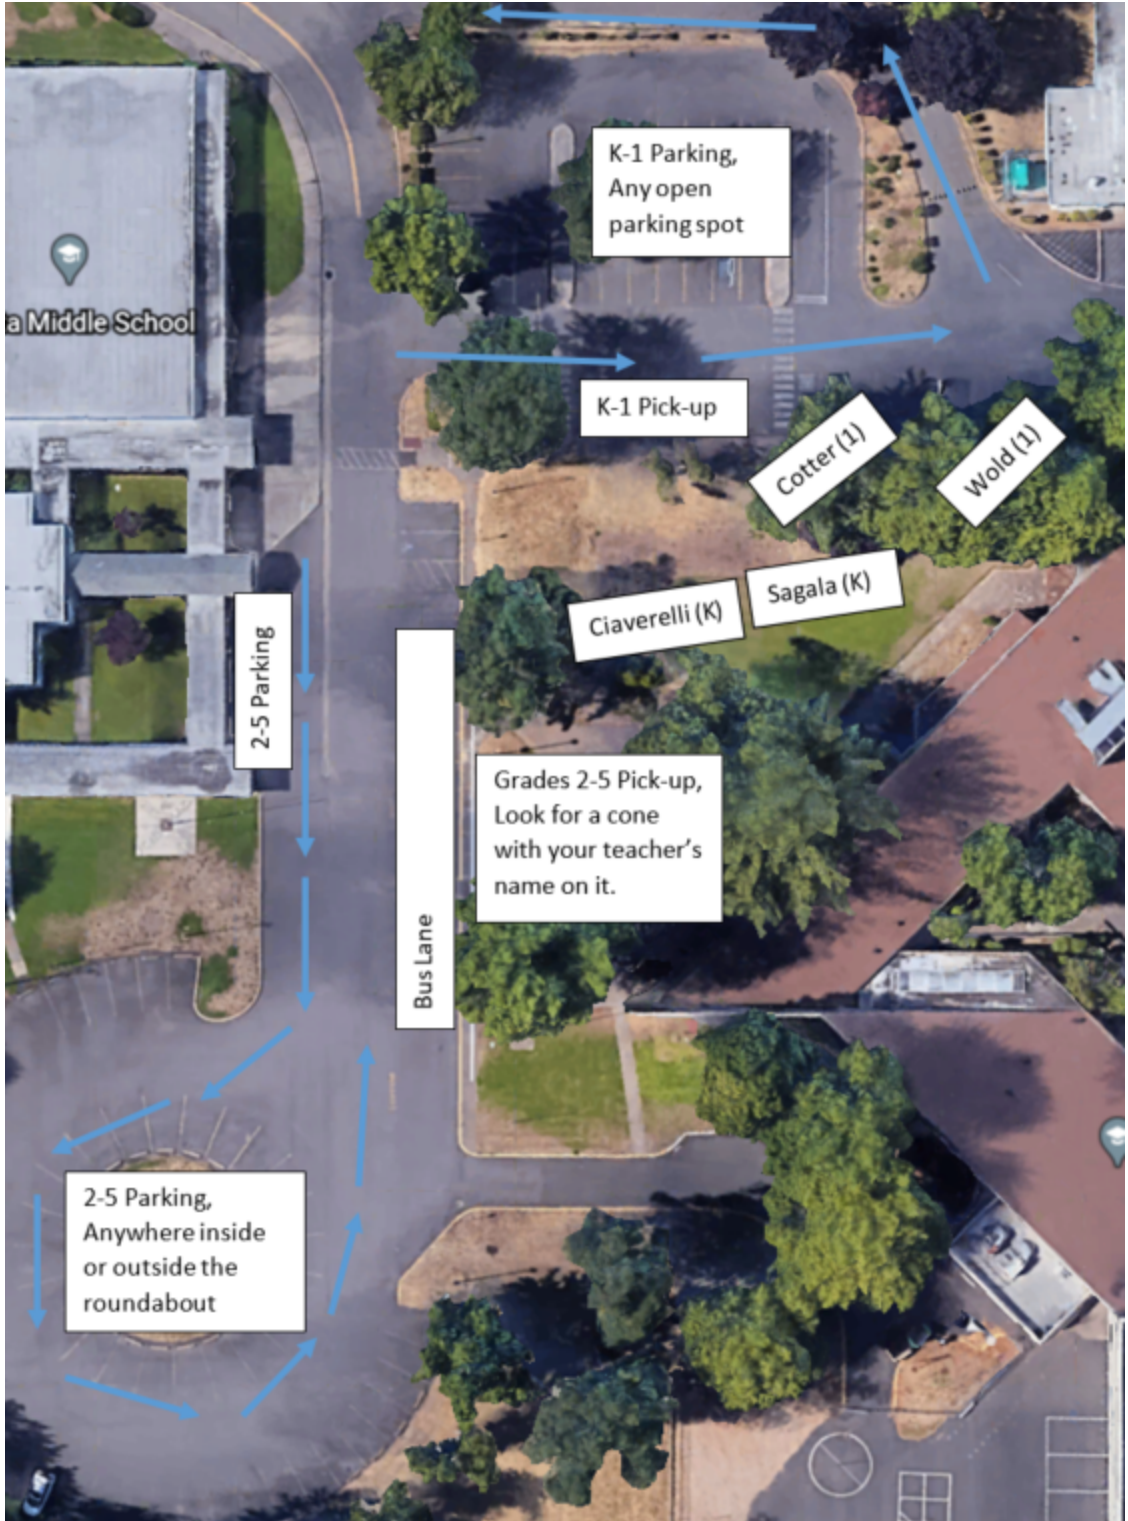 K-1 Parking,
Any open
parking spot
a Middle School
K-1 Pick-up
Cotter (1)
Wold (1)
Ciaverelli (K)
Sagala (K)
2-5 Parking
Grades 2-5 Pick-up,
Look for a cone
with your teacher's
name on it.
Bus Lane
2-5 Parking,
Anywhere inside
or outside the
roundabout